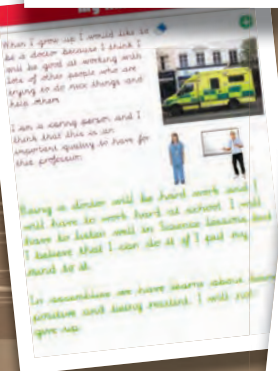 When I grow up I would like to
be a doctor because I think I
will be good at working with
lots of other people who are
trying to do nice things and
help them
I am a caring person and I
think that this is an
important quality to have for
this profession.
Being a doctor will be hard work and I
will have to work hard at school I will
have to listen well in Science lessons but
I believe that I can do it if I put my
mind to it.
In assemblies we have learnt about being
positive and being resilient. I will not
give up.